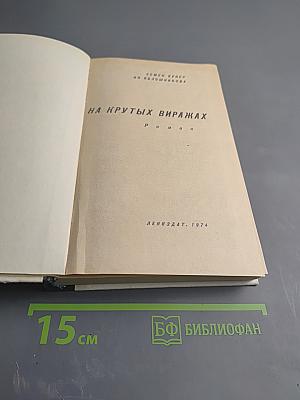 НА КРУТЫХ ВИРАЖАХ
Роман
ЛЕНИЗДАТ. 1974
15 см
БФ БИБЛИОФАН